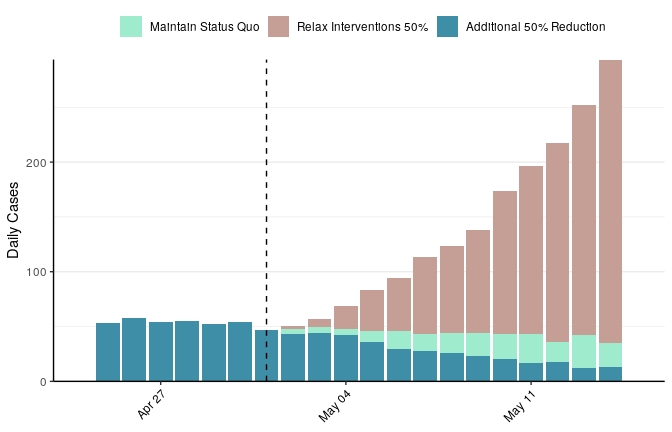 Maintain Status Quo Relax Interventions 50% Additional 50% Reduction
Daily Cases
200
100
0
Apr 27 May 04 May 11